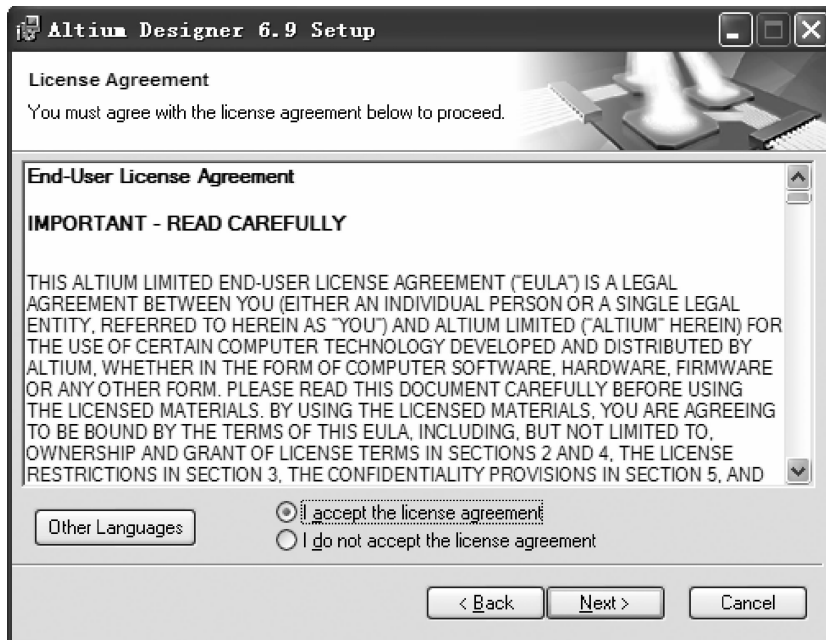 Altium Designer 6.9 Setup
License Agreement
You must agree with the license agreement below to proceed.
End-User License Agreement
IMPORTANT - READ CAREFULLY
THIS ALTIUM LIMITED END-USER LICENSE AGREEMENT ("EULA") IS A LEGAL
AGREEMENT BETWEEN YOU (EITHER AN INDIVIDUAL PERSON OR A SINGLE LEGAL
ENTITY, REFERRED TO HEREIN AS "YOU") AND ALTIUM LIMITED ("ALTIUM" HEREIN) FOR
THE USE OF CERTAIN COMPUTER TECHNOLOGY DEVELOPED AND DISTRIBUTED BY
ALTIUM, WHETHER IN THE FORM OF COMPUTER SOFTWARE, HARDWARE, FIRMWARE
OR ANY OTHER FORM. PLEASE READ THIS DOCUMENT CAREFULLY BEFORE USING
THE LICENSED MATERIALS. BY USING THE LICENSED MATERIALS, YOU ARE AGREEING
TO BE BOUND BY THE TERMS OF THIS EULA, INCLUDING, BUT NOT LIMITED TO,
OWNERSHIP AND GRANT OF LICENSE TERMS IN SECTIONS 2 AND 4, THE LICENSE
RESTRICTIONS IN SECTION 3, THE CONFIDENTIALITY PROVISIONS IN SECTION 5, AND
Other Languages
I accept the license agreement
I do not accept the license agreement
< Back
Next >
Cancel